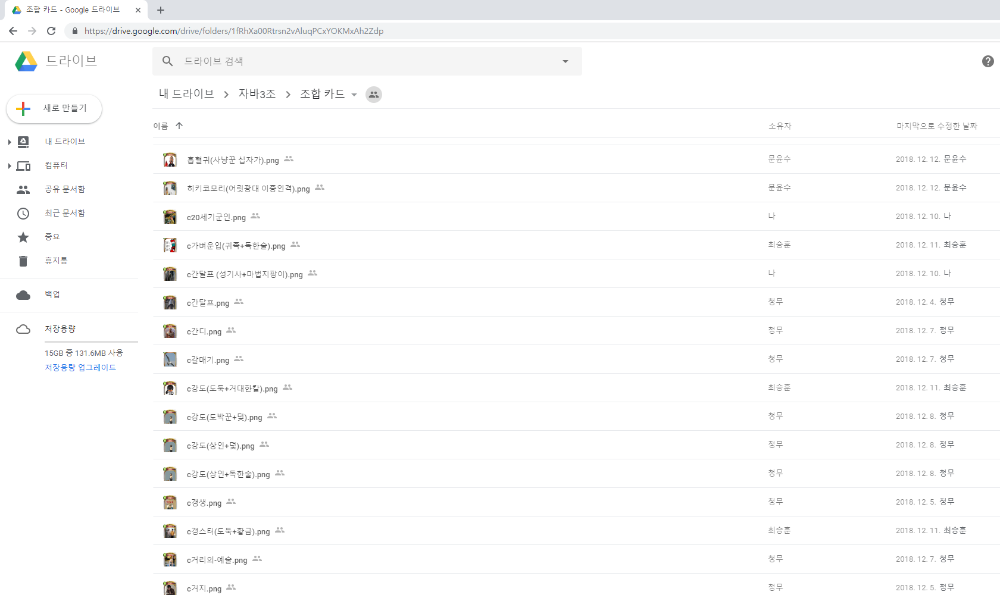 조합 카드 - Google 드라이브
https://drive.google.com/drive/folders/1fRhXa00Rtrsn2vAluqPCxYOKMxAh2Zdp
드라이브
드라이브 검색
내 드라이브 > 자바3조 > 조합 카드
새로 만들기
내 드라이브
컴퓨터
공유 문서함
최근 문서함
중요
휴지통
백업
저장용량
15GB 중 131.6MB 사용
저장용량 업그레이드
이름 소유자 마지막으로 수정한 날짜
흡혈귀(사냥꾼 십자가).png 문윤수 2018. 12. 12. 문윤수
히키코모리(어릿광대 이중인격).png 문윤수 2018. 12. 12. 문윤수
c20세기군인.png 나 2018. 12. 10. 나
c가벼운입(귀족+독한술).png 최승훈 2018. 12. 11. 최승훈
c간달프 (성기사+마법지팡이).png 나 2018. 12. 10. 나
c간달프.png 청무 2018. 12. 4. 청무
c간디.png 청무 2018. 12. 7. 청무
c갈매기.png 청무 2018. 12. 7. 청무
c강도(도둑+거대한칼).png 최승훈 2018. 12. 11. 최승훈
c강도(도박꾼+덫).png 청무 2018. 12. 8. 청무
c강도(상인+덫).png 청무 2018. 12. 8. 청무
c강도(상인+독한술).png 청무 2018. 12. 8. 청무
c갱생.png 청무 2018. 12. 5. 청무
c갱스터(도둑+황금).png 최승훈 2018. 12. 11. 최승훈
c거리의-예술.png 청무 2018. 12. 7. 청무
c거지.png 청무 2018. 12. 5. 청무